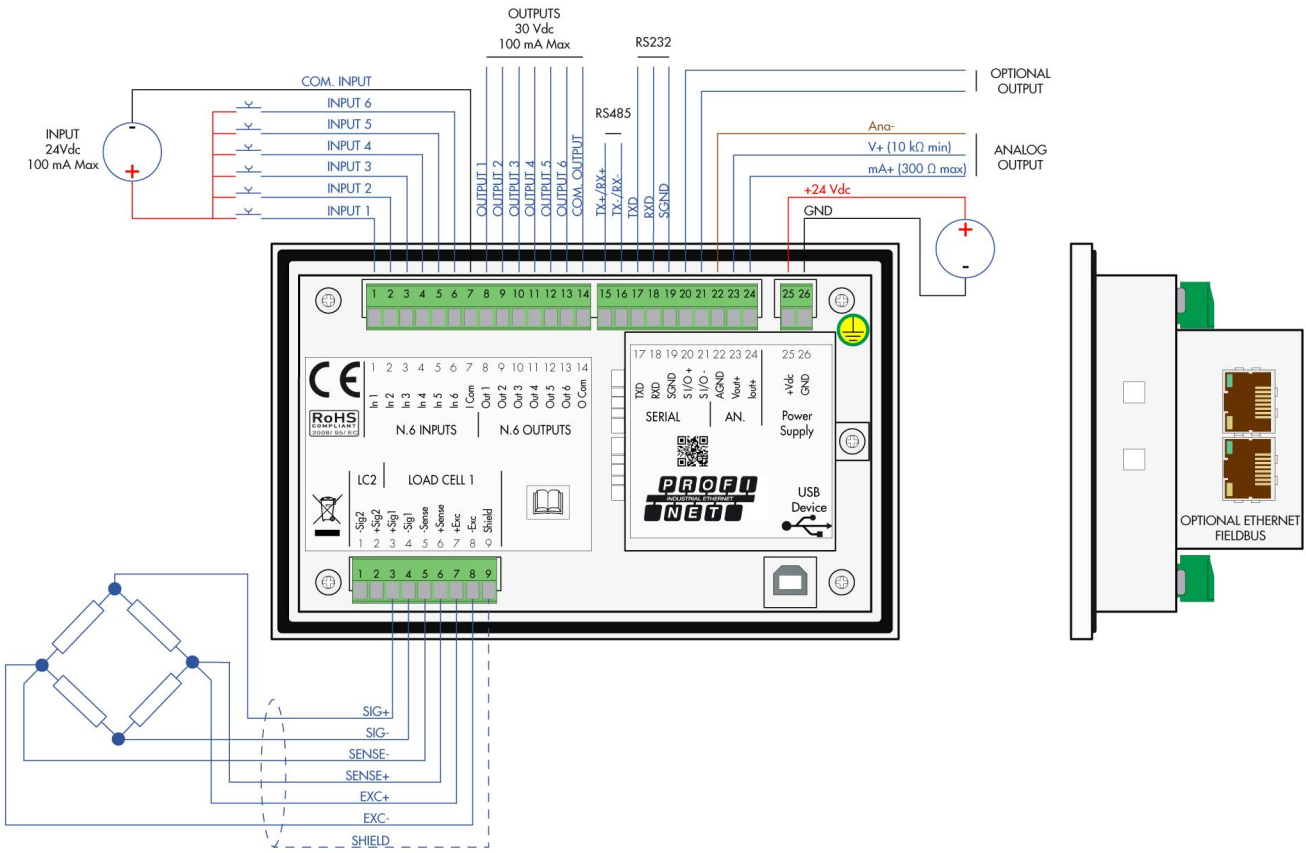 OUTPUTS
30 Vdc
100 mA Max
RS232
OPTIONAL
OUTPUT
COM. INPUT
INPUT 6
INPUT 5
INPUT 4
INPUT 3
INPUT 2
INPUT 1
INPUT
24Vdc
100 mA Max
-
+
RS485
OUTPUT 1
OUTPUT 2
OUTPUT 3
OUTPUT 4
OUTPUT 5
OUTPUT 6
COM. OUTPUT
TX+/RX+
TX-/RX-
TXD
RXD
SGND
Ana-
V+ (10 kΩ min)
mA+ (300 Ω max)
ANALOG
OUTPUT
+24 Vdc
GND
+
-
1 2 3 4 5 6 7 8 9 10 11 12 13 14
15 16 17 18 19 20 21 22 23 24
25 26
CE
RoHS
COMPLIANT
2008/95/EC
1 2 3 4 5 6 7 8 9 10 11 12 13 14
In 1
In 2
In 3
In 4
In 5
In 6
I Com
Out 1
Out 2
Out 3
Out 4
Out 5
Out 6
O Com
N.6 INPUTS
N.6 OUTPUTS
17 18 19 20 21 22 23 24
25 26
TXD
RXD
SGND
S I/O +
S I/O -
AGND
Vout+
Iout+
+Vdc
GND
SERIAL
AN.
Power
Supply
PROFI
INDUSTRIAL ETHERNET
NET
USB
Device
LC2
LOAD CELL 1
-Sig2
+Sig2
+Sig1
-Sig1
-Sense
+Sense
+Exc
-Exc
Shield
1 2 3 4 5 6 7 8 9
1 2 3 4 5 6 7 8 9
OPTIONAL ETHERNET
FIELDBUS
SIG+
SIG-
SENSE-
SENSE+
EXC+
EXC-
SHIELD